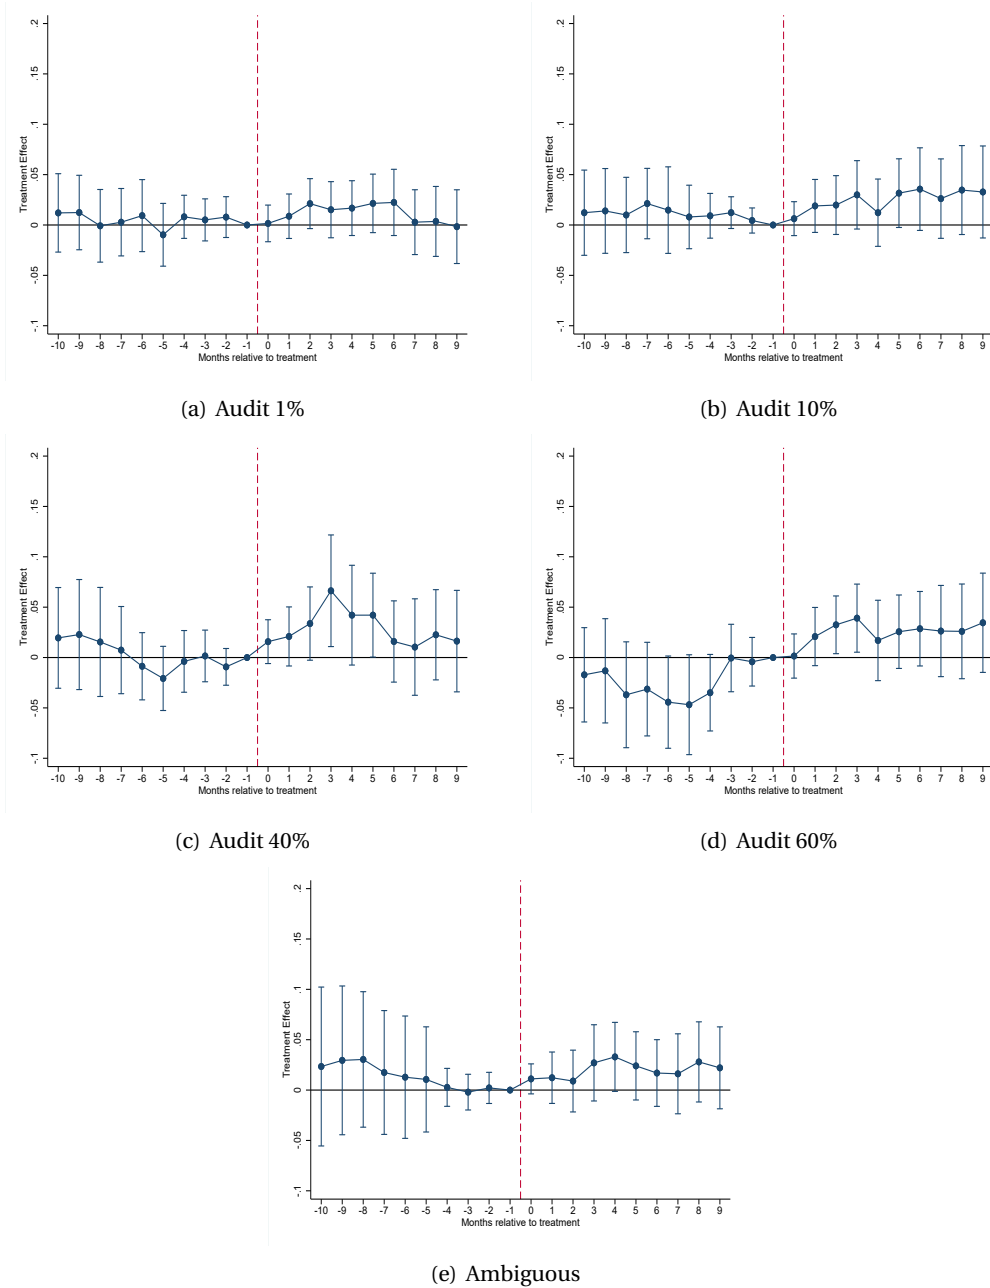 .2
.15
.1
.05
0
-.05
-.1
Treatment Effect
-10 -9 -8 -7 -6 -5 -4 -3 -2 -1 0 1 2 3 4 5 6 7 8 9
Months relative to treatment
(a) Audit 1%
.2
.15
.1
.05
0
-.05
-.1
Treatment Effect
-10 -9 -8 -7 -6 -5 -4 -3 -2 -1 0 1 2 3 4 5 6 7 8 9
Months relative to treatment
(b) Audit 10%
.2
.15
.1
.05
0
-.05
-.1
Treatment Effect
-10 -9 -8 -7 -6 -5 -4 -3 -2 -1 0 1 2 3 4 5 6 7 8 9
Months relative to treatment
(c) Audit 40%
.2
.15
.1
.05
0
-.05
-.1
Treatment Effect
-10 -9 -8 -7 -6 -5 -4 -3 -2 -1 0 1 2 3 4 5 6 7 8 9
Months relative to treatment
(d) Audit 60%
.2
.15
.1
.05
0
-.05
-.1
Treatment Effect
-10 -9 -8 -7 -6 -5 -4 -3 -2 -1 0 1 2 3 4 5 6 7 8 9
Months relative to treatment
(e) Ambiguous